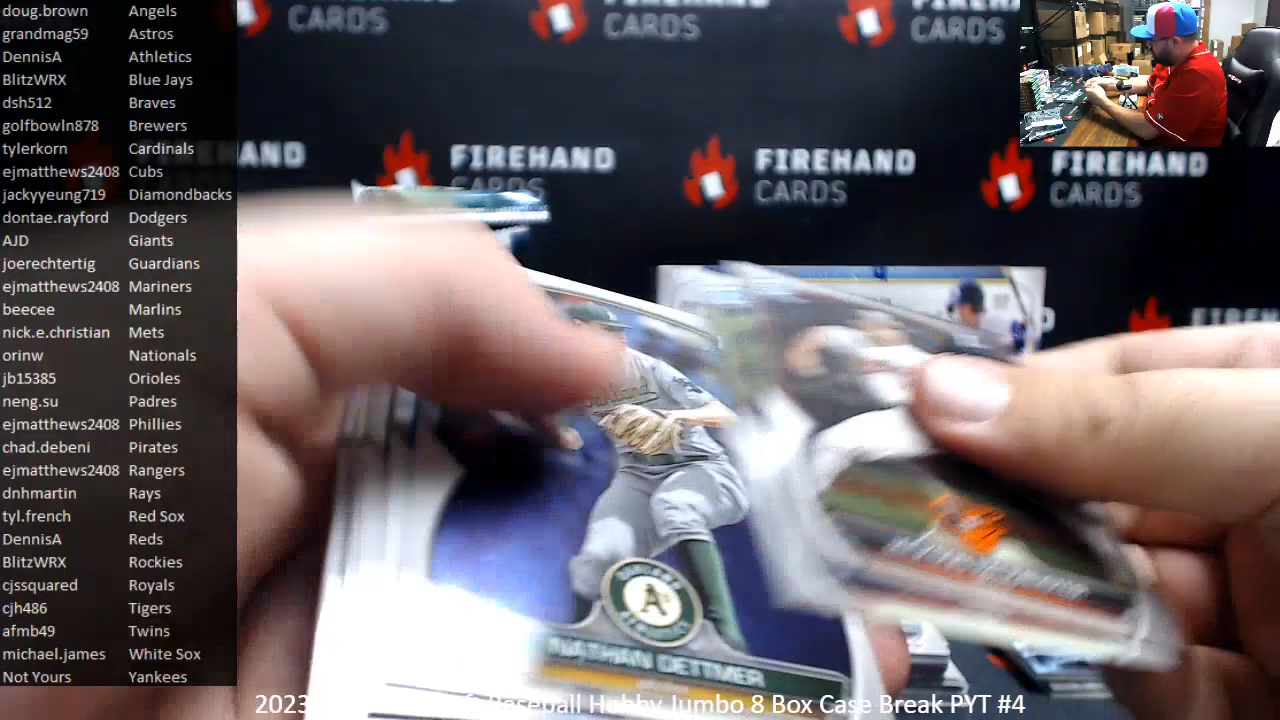 doug.brown Angels
grandmag59 Astros
DennisA Athletics
BlitzWRX Blue Jays
dsh512 Braves
golfbowln878 Brewers
tylerkorn Cardinals
ejmatthews2408 Cubs
jackyyeung719 Diamondbacks
dontae.rayford Dodgers
AJD Giants
joerechtertig Guardians
ejmatthews2408 Mariners
beecee Marlins
nick.e.christian Mets
orinw Nationals
jb15385 Orioles
neng.su Padres
ejmatthews2408 Phillies
chad.debeni Pirates
ejmatthews2408 Rangers
dnhmartin Rays
tyl.french Red Sox
DennisA Reds
BlitzWRX Rockies
cjssquared Royals
cjh486 Tigers
afmb49 Twins
michael.james White Sox
Not Yours Yankees
CARDS
CARDS
CARDS
FIREHAND
CARDS
FIREHAND
CARDS
FIREHAND
CARDS
A's
NATHAN DETTMER
2023 Baseball Hobby Jumbo 8 Box Case Break PYT #4